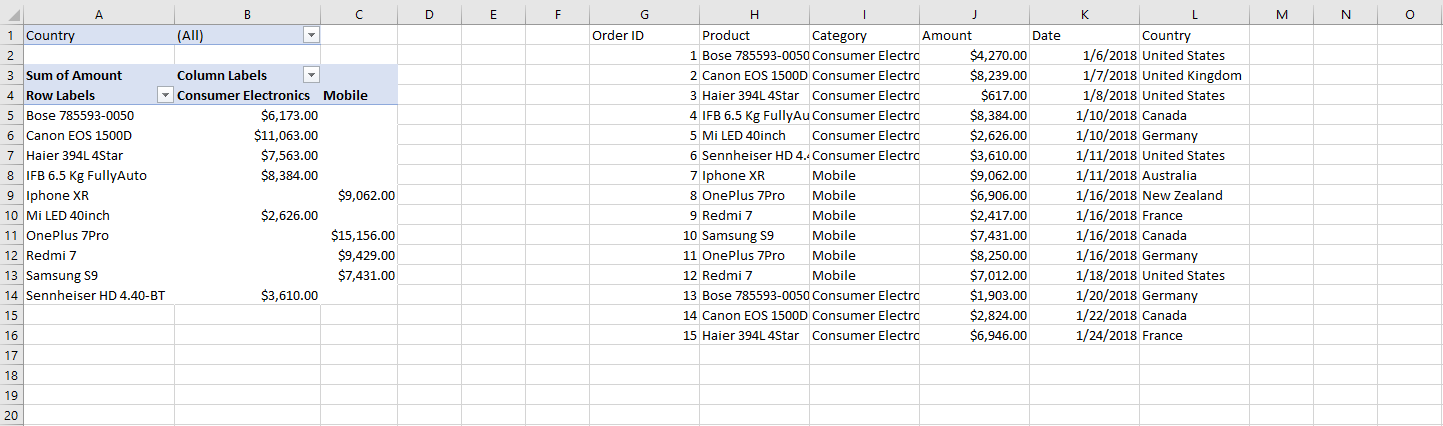 A B C D E F G H I J K L M N O
1 Country (All) Order ID Product Category Amount Date Country
2 1 Bose 785593-0050 Consumer Electro $4,270.00 1/6/2018 United States
3 Sum of Amount Column Labels 2 Canon EOS 1500D Consumer Electro $8,239.00 1/7/2018 United Kingdom
4 Row Labels Consumer Electronics Mobile 3 Haier 394L 4Star Consumer Electro $617.00 1/8/2018 United States
5 Bose 785593-0050 $6,173.00 4 IFB 6.5 Kg FullyAu Consumer Electro $8,384.00 1/10/2018 Canada
6 Canon EOS 1500D $11,063.00 5 Mi LED 40inch Consumer Electro $2,626.00 1/10/2018 Germany
7 Haier 394L 4Star $7,563.00 6 Sennheiser HD 4.4 Consumer Electro $3,610.00 1/11/2018 United States
8 IFB 6.5 Kg FullyAuto $8,384.00 7 Iphone XR Mobile $9,062.00 1/11/2018 Australia
9 Iphone XR $9,062.00 8 OnePlus 7Pro Mobile $6,906.00 1/16/2018 New Zealand
10 Mi LED 40inch $2,626.00 9 Redmi 7 Mobile $2,417.00 1/16/2018 France
11 OnePlus 7Pro $15,156.00 10 Samsung S9 Mobile $7,431.00 1/16/2018 Canada
12 Redmi 7 $9,429.00 11 OnePlus 7Pro Mobile $8,250.00 1/16/2018 Germany
13 Samsung S9 $7,431.00 12 Redmi 7 Mobile $7,012.00 1/18/2018 United States
14 Sennheiser HD 4.40-BT $3,610.00 13 Bose 785593-0050 Consumer Electro $1,903.00 1/20/2018 Germany
15 14 Canon EOS 1500D Consumer Electro $2,824.00 1/22/2018 Canada
16 15 Haier 394L 4Star Consumer Electro $6,946.00 1/24/2018 France
17
18
19
20